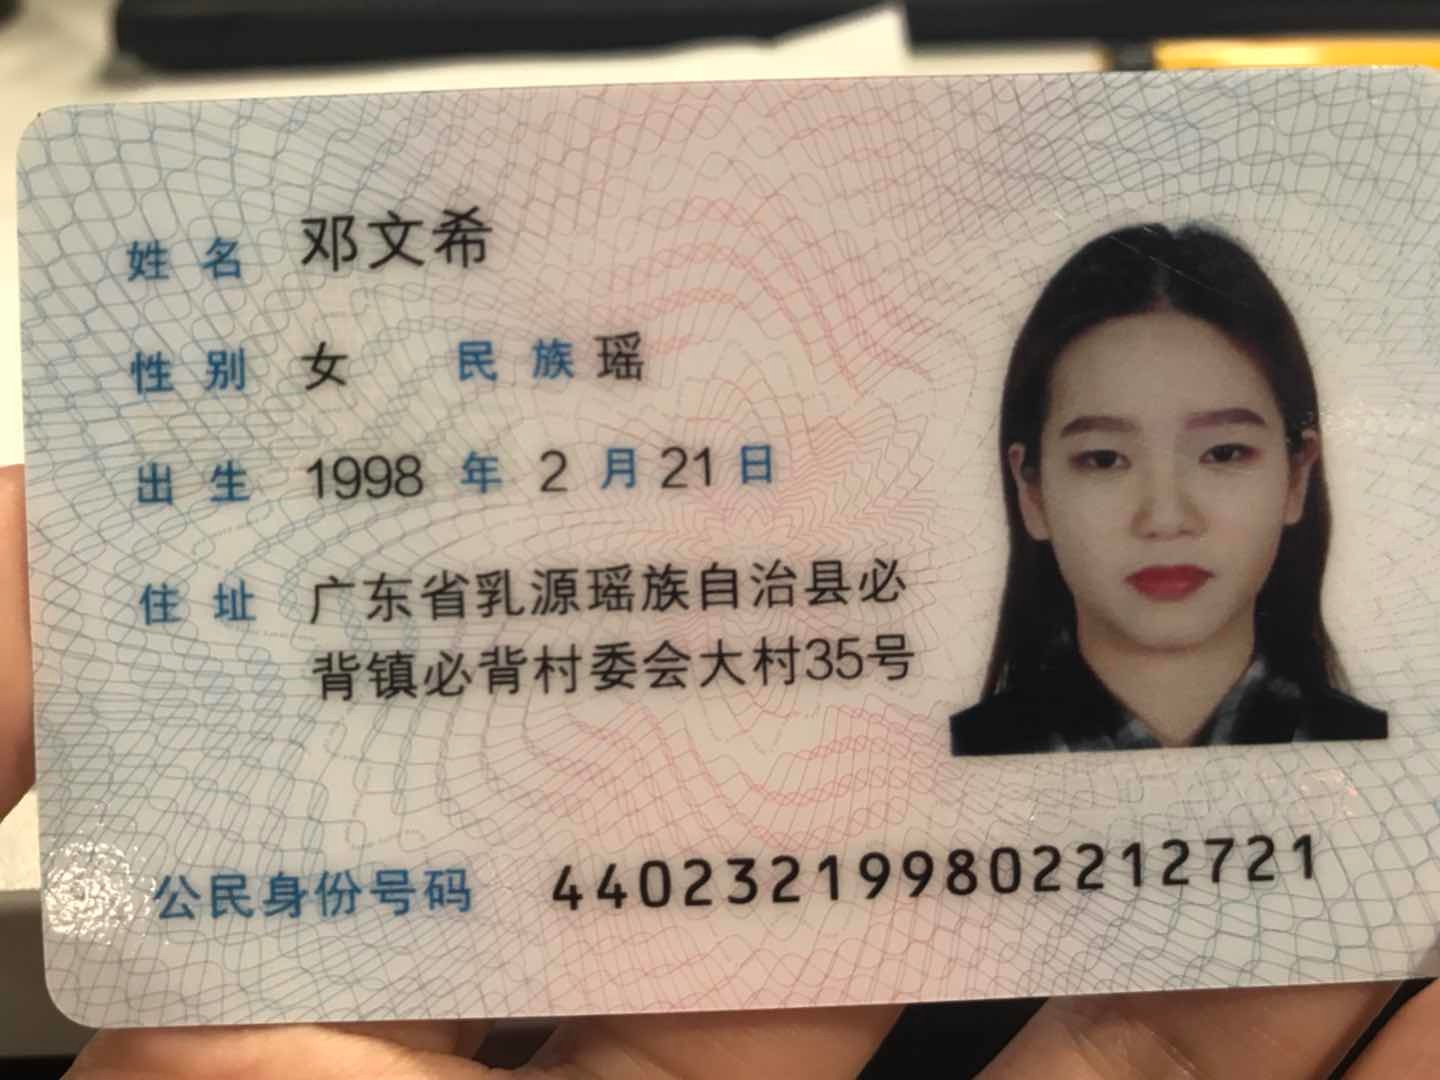 姓名 邓文希
性别 女 民族 瑶
出生 1998 年 2 月 21 日
住址 广东省乳源瑶族自治县必
背镇必背村委会大村35号
公民身份号码 440232199802212721